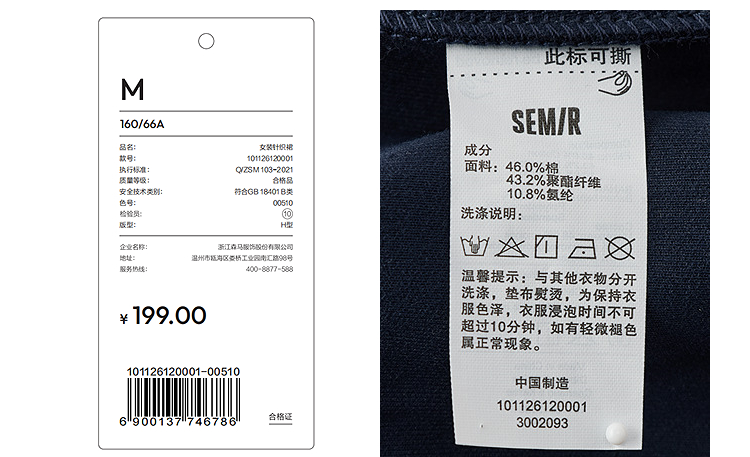 M
160/66A
品名: 女装针织裙
款号: 101126120001
执行标准: Q/ZSM 103-2021
质量等级: 合格品
安全技术类别: 符合GB 18401 B类
色号: 00510
检验员: 10
版型: H型
企业名称: 浙江森马服饰股份有限公司
地址: 温州市瓯海区娄桥工业园南汇路98号
服务热线: 400-8877-588
¥ 199.00
101126120001-00510
6 900137 746786
合格证
此标可撕
SEMIR
成分
面料: 46.0%棉
43.2%聚酯纤维
10.8%氨纶
洗涤说明:
温馨提示: 与其他衣物分开
洗涤, 垫布熨烫, 为保持衣
服色泽, 衣服浸泡时间不可
超过10分钟, 如有轻微褪色
属正常现象。
中国制造
101126120001
3002093